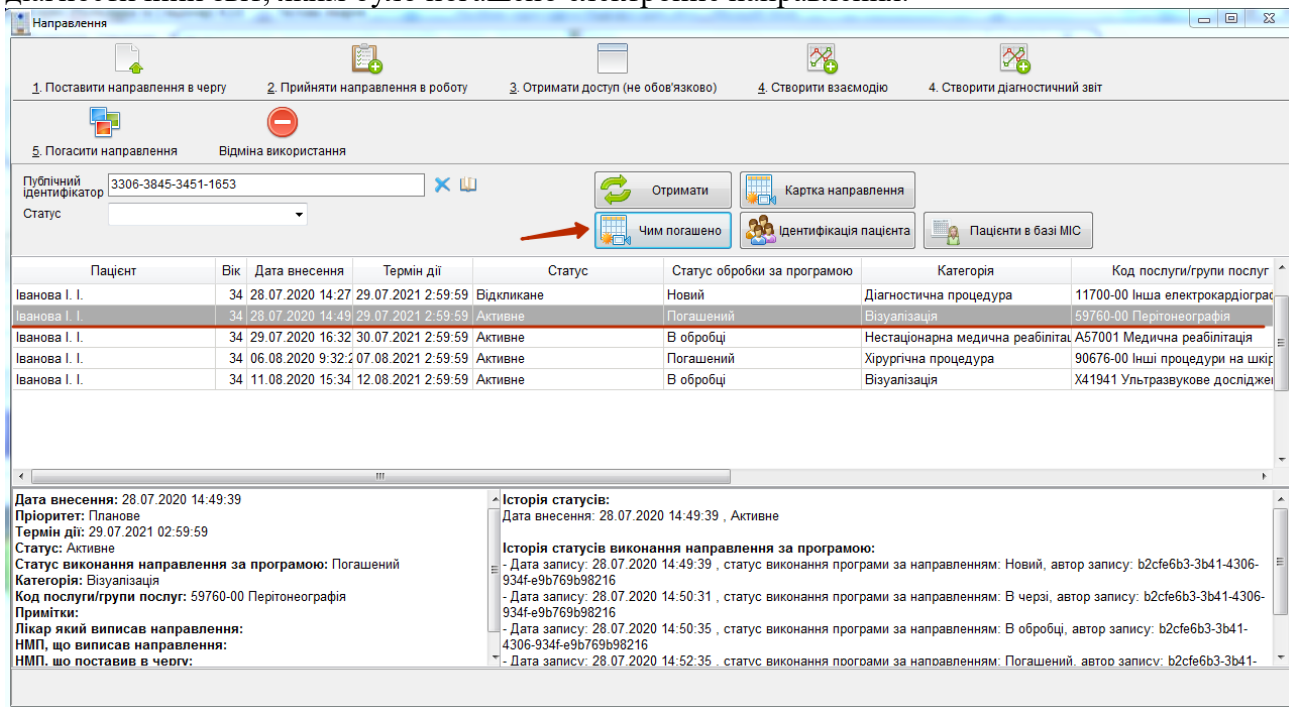 Направлення
1. Поставити направлення в чергу 2. Прийняти направлення в роботу 3. Отримати доступ (не обов'язково) 4. Створити взаємодію 4. Створити діагностичний звіт
5. Погасити направлення Відміна використання
Публічний ідентифікатор 3306-3845-3451-1653 Отримати Картка направлення
Статус Чим погашено Ідентифікація пацієнта Пацієнти в базі МІС
Пацієнт Вік Дата внесення Термін дії Статус Статус обробки за програмою Категорія Код послуги/групи послуг
Іванова І. І. 34 28.07.2020 14:27 29.07.2021 2:59:59 Відкликане Новий Діагностична процедура 11700-00 Інша електрокардіограс
Іванова І. І. 34 28.07.2020 14:49 29.07.2021 2:59:59 Активне Погашений Візуалізація 59760-00 Перітонеографія
Іванова І. І. 34 29.07.2020 16:32 30.07.2021 2:59:59 Активне В обробці Нестаціонарна медична реабілітац A57001 Медична реабілітація
Іванова І. І. 34 06.08.2020 9:32:2 07.08.2021 2:59:59 Активне Погашений Хірургічна процедура 90676-00 Інші процедури на шкір
Іванова І. І. 34 11.08.2020 15:34 12.08.2021 2:59:59 Активне В обробці Візуалізація X41941 Ультразвукове досліджен
Дата внесення: 28.07.2020 14:49:39
Пріоритет: Планове
Термін дії: 29.07.2021 02:59:59
Статус: Активне
Статус виконання направлення за програмою: Погашений
Категорія: Візуалізація
Код послуги/групи послуг: 59760-00 Перітонеографія
Примітки:
Лікар який виписав направлення:
НМП, що виписав направлення:
НМП, що поставив в чергу:
Історія статусів:
Дата внесення: 28.07.2020 14:49:39 , Активне
Історія статусів виконання направлення за програмою:
- Дата запису: 28.07.2020 14:49:39 , статус виконання програми за направленням: Новий, автор запису: b2cfe6b3-3b41-4306-
934f-e9b769b98216
- Дата запису: 28.07.2020 14:50:31 , статус виконання програми за направленням: В черзі, автор запису: b2cfe6b3-3b41-4306-
934f-e9b769b98216
- Дата запису: 28.07.2020 14:50:35 , статус виконання програми за направленням: В обробці, автор запису: b2cfe6b3-3b41-
4306-934f-e9b769b98216
- Дата запису: 28.07.2020 14:52:35 , статус виконання програми за направленням: Погашений, автор запису: b2cfe6b3-3b41-